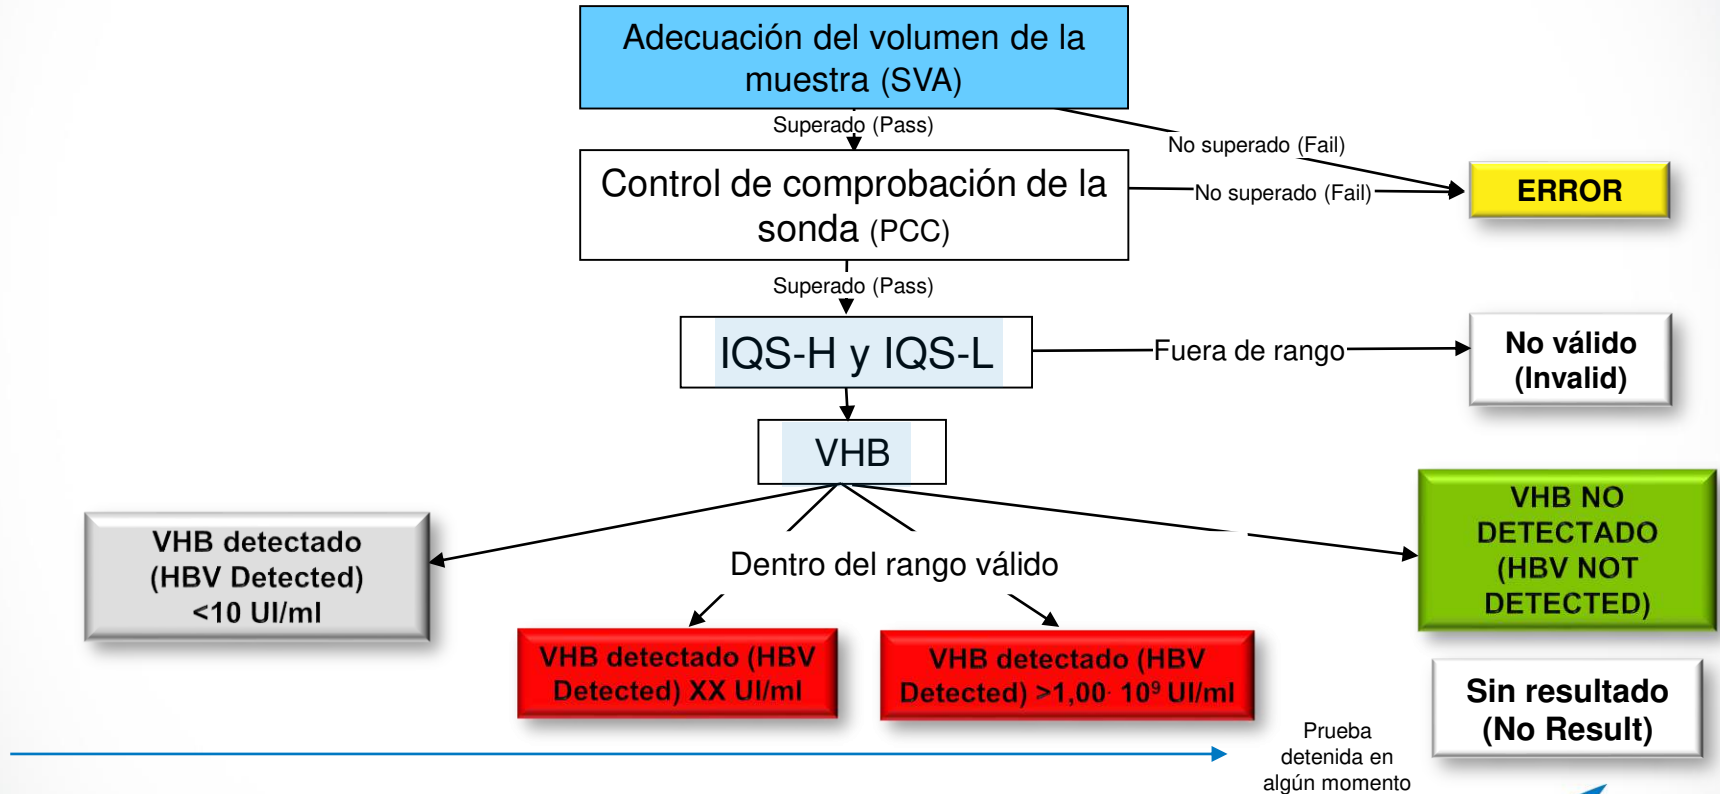 Adecuación del volumen de la
muestra (SVA)
Superado (Pass)
No superado (Fail)
Control de comprobación de la
sonda (PCC)
No superado (Fail)
ERROR
Superado (Pass)
IQS-H y IQS-L
Fuera de rango
No válido
(Invalid)
VHB
VHB detectado
(HBV Detected)
<10 UI/ml
Dentro del rango válido
VHB NO
DETECTADO
(HBV NOT
DETECTED)
VHB detectado (HBV
Detected) XX UI/ml
VHB detectado (HBV
Detected) >1,00· 10⁹ UI/ml
Sin resultado
(No Result)
Prueba
detenida en
algún momento